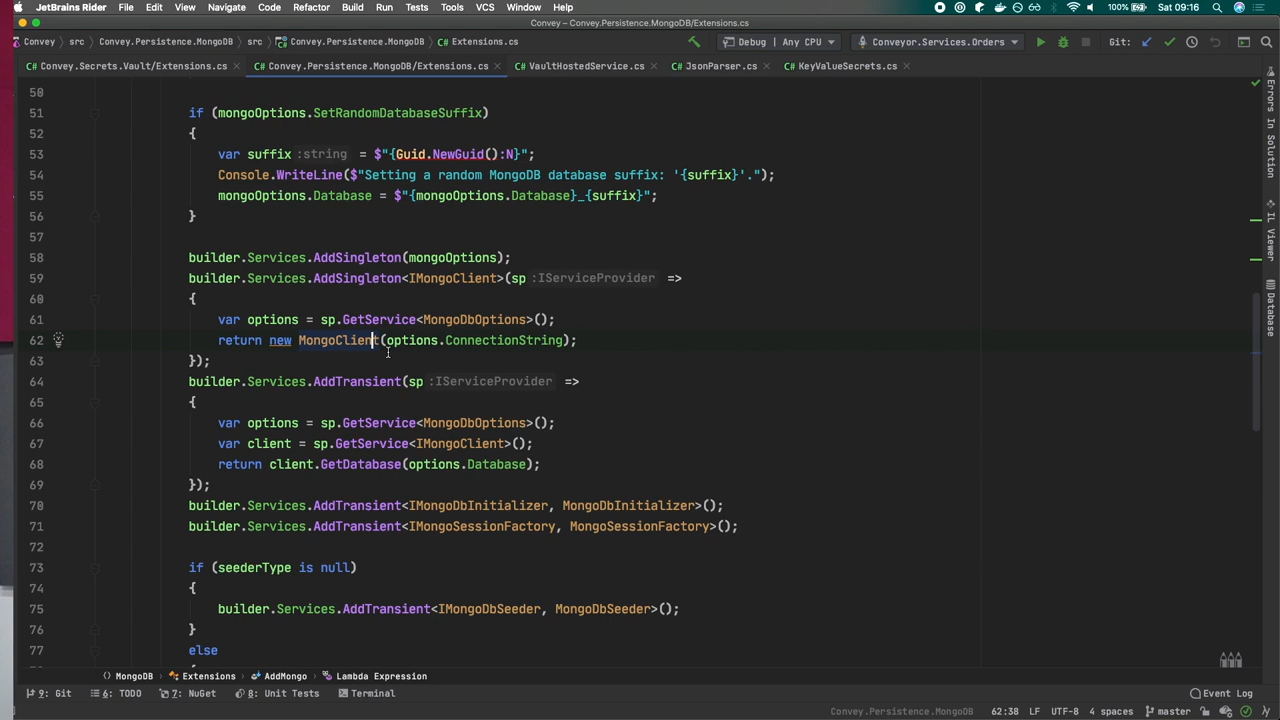 JetBrains Rider File Edit View Navigate Code Refactor Build Run Tests Tools VCS Window Help 100% Sat 09:16
Convey – Convey.Persistence.MongoDB/Extensions.cs
Convey src Convey.Persistence.MongoDB src Convey.Persistence.MongoDB C# Extensions.cs Debug | Any CPU Conveyor.Services.Orders Git:
C# Convey.Secrets.Vault/Extensions.cs C# Convey.Persistence.MongoDB/Extensions.cs C# VaultHostedService.cs C# JsonParser.cs C# KeyValueSecrets.cs
50
51 if (mongoOptions.SetRandomDatabaseSuffix)
52 {
53 var suffix :string = $"{Guid.NewGuid():N}";
54 Console.WriteLine($"Setting a random MongoDB database suffix: '{suffix}'.");
55 mongoOptions.Database = $"{mongoOptions.Database}_{suffix}";
56 }
57
58 builder.Services.AddSingleton(mongoOptions);
59 builder.Services.AddSingleton<IMongoClient>(sp :IServiceProvider =>
60 {
61 var options = sp.GetService<MongoDbOptions>();
62 return new MongoClient(options.ConnectionString);
63 });
64 builder.Services.AddTransient(sp :IServiceProvider =>
65 {
66 var options = sp.GetService<MongoDbOptions>();
67 var client = sp.GetService<IMongoClient>();
68 return client.GetDatabase(options.Database);
69 });
70 builder.Services.AddTransient<IMongoDbInitializer, MongoDbInitializer>();
71 builder.Services.AddTransient<IMongoSessionFactory, MongoSessionFactory>();
72
73 if (seederType is null)
74 {
75 builder.Services.AddTransient<IMongoDbSeeder, MongoDbSeeder>();
76 }
77 else
Errors In Solution
IL Viewer
Database
MongoDB Extensions AddMongo Lambda Expression
9: Git 6: TODO 7: NuGet 8: Unit Tests Terminal Event Log
Convey.Persistence.MongoDB 62:38 LF UTF-8 4 spaces master